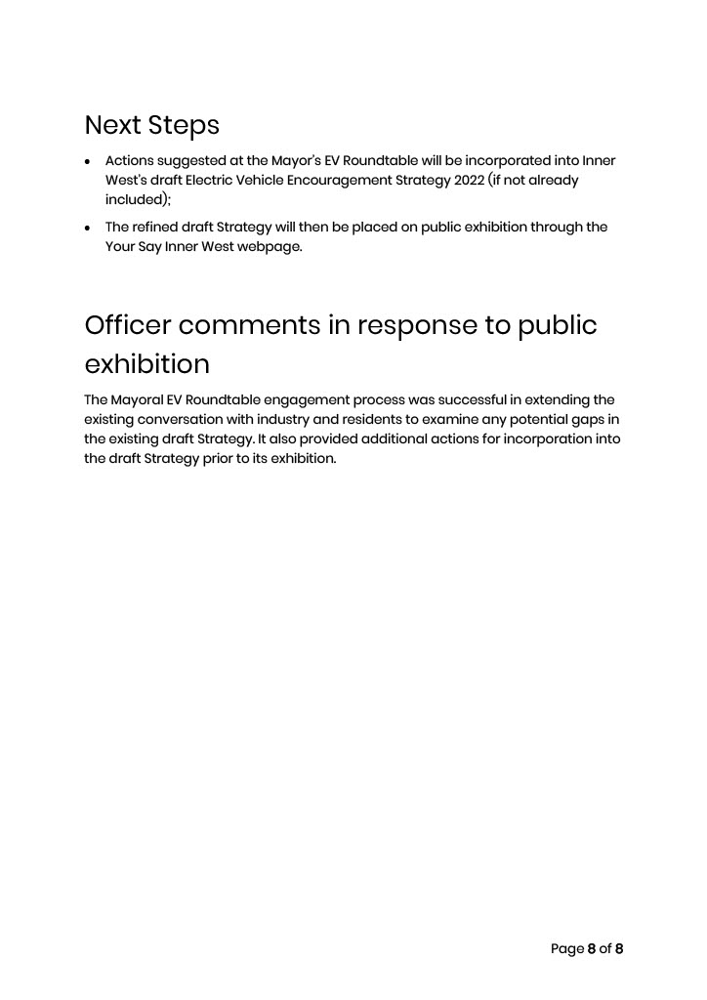 Next Steps
• Actions suggested at the Mayor's EV Roundtable will be incorporated into Inner
West's draft Electric Vehicle Encouragement Strategy 2022 (if not already
included);
• The refined draft Strategy will then be placed on public exhibition through the
Your Say Inner West webpage.
Officer comments in response to public
exhibition
The Mayoral EV Roundtable engagement process was successful in extending the
existing conversation with industry and residents to examine any potential gaps in
the existing draft Strategy. It also provided additional actions for incorporation into
the draft Strategy prior to its exhibition.
Page 8 of 8